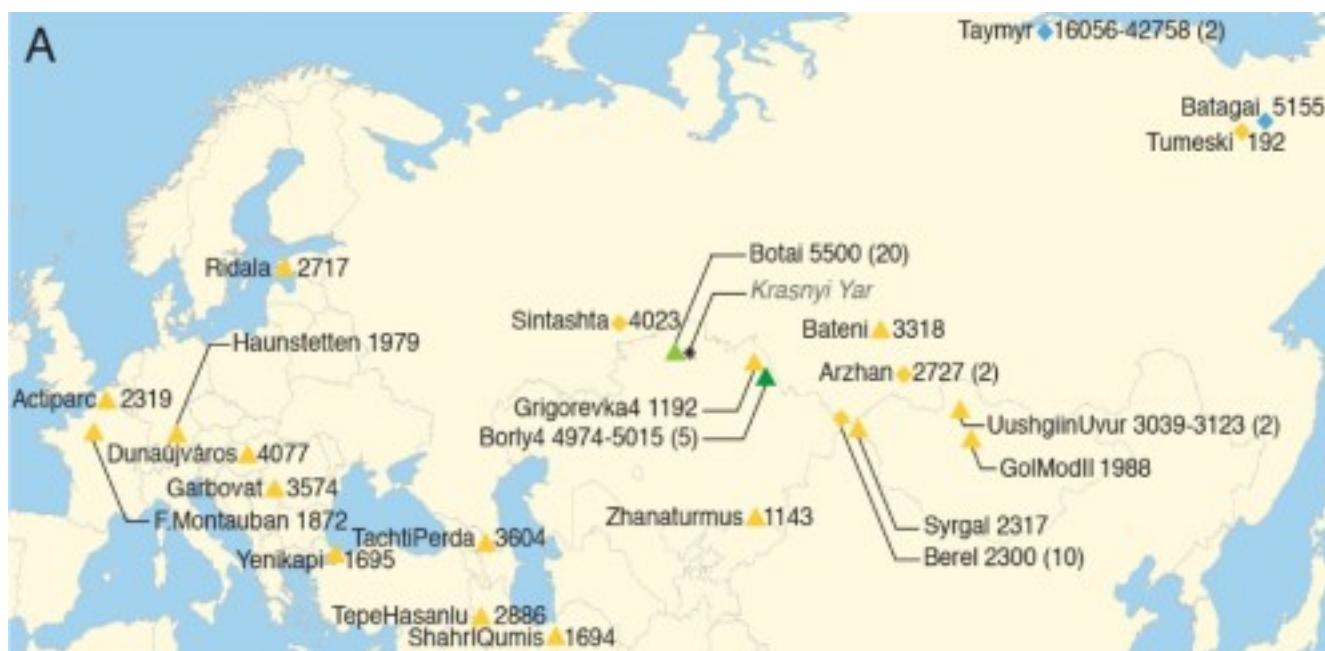 A
Taymyr 16056-42758 (2)
Batagai 5155
Tumeski 192
Botai 5500 (20)
Ridala 2717
Krasnyi Yar
Sintashta 4023
Bateni 3318
Haunstetten 1979
Arzhan 2727 (2)
Actiparc 2319
Grigorevka4 1192
UushgiinUvur 3039-3123 (2)
Borly4 4974-5015 (5)
Dunaújváros 4077
GolModII 1988
Garbovat 3574
F.Montauban 1872
Zhanaturmus 1143
Syrgal 2317
TachtiPerda 3604
Yenikapi 1695
Berel 2300 (10)
TepeHasanlu 2886
ShahrIQumis 1694